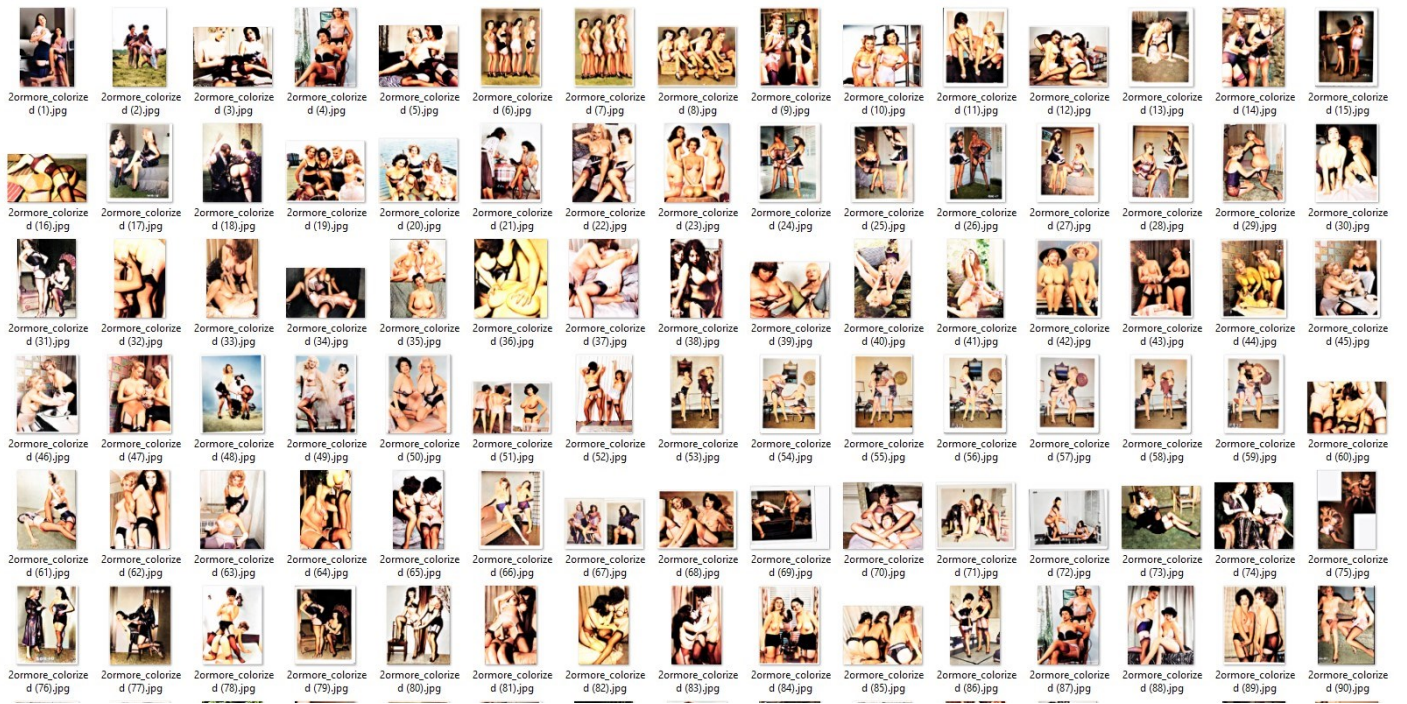 2ormore_colorize 2ormore_colorize 2ormore_colorize 2ormore_colorize 2ormore_colorize 2ormore_colorize 2ormore_colorize 2ormore_colorize 2ormore_colorize 2ormore_colorize 2ormore_colorize 2ormore_colorize 2ormore_colorize 2ormore_colorize 2ormore_colorize
d (1).jpg d (2).jpg d (3).jpg d (4).jpg d (5).jpg d (6).jpg d (7).jpg d (8).jpg d (9).jpg d (10).jpg d (11).jpg d (12).jpg d (13).jpg d (14).jpg d (15).jpg
2ormore_colorize 2ormore_colorize 2ormore_colorize 2ormore_colorize 2ormore_colorize 2ormore_colorize 2ormore_colorize 2ormore_colorize 2ormore_colorize 2ormore_colorize 2ormore_colorize 2ormore_colorize 2ormore_colorize 2ormore_colorize 2ormore_colorize
d (16).jpg d (17).jpg d (18).jpg d (19).jpg d (20).jpg d (21).jpg d (22).jpg d (23).jpg d (24).jpg d (25).jpg d (26).jpg d (27).jpg d (28).jpg d (29).jpg d (30).jpg
2ormore_colorize 2ormore_colorize 2ormore_colorize 2ormore_colorize 2ormore_colorize 2ormore_colorize 2ormore_colorize 2ormore_colorize 2ormore_colorize 2ormore_colorize 2ormore_colorize 2ormore_colorize 2ormore_colorize 2ormore_colorize 2ormore_colorize
d (31).jpg d (32).jpg d (33).jpg d (34).jpg d (35).jpg d (36).jpg d (37).jpg d (38).jpg d (39).jpg d (40).jpg d (41).jpg d (42).jpg d (43).jpg d (44).jpg d (45).jpg
2ormore_colorize 2ormore_colorize 2ormore_colorize 2ormore_colorize 2ormore_colorize 2ormore_colorize 2ormore_colorize 2ormore_colorize 2ormore_colorize 2ormore_colorize 2ormore_colorize 2ormore_colorize 2ormore_colorize 2ormore_colorize 2ormore_colorize
d (46).jpg d (47).jpg d (48).jpg d (49).jpg d (50).jpg d (51).jpg d (52).jpg d (53).jpg d (54).jpg d (55).jpg d (56).jpg d (57).jpg d (58).jpg d (59).jpg d (60).jpg
2ormore_colorize 2ormore_colorize 2ormore_colorize 2ormore_colorize 2ormore_colorize 2ormore_colorize 2ormore_colorize 2ormore_colorize 2ormore_colorize 2ormore_colorize 2ormore_colorize 2ormore_colorize 2ormore_colorize 2ormore_colorize 2ormore_colorize
d (61).jpg d (62).jpg d (63).jpg d (64).jpg d (65).jpg d (66).jpg d (67).jpg d (68).jpg d (69).jpg d (70).jpg d (71).jpg d (72).jpg d (73).jpg d (74).jpg d (75).jpg
2ormore_colorize 2ormore_colorize 2ormore_colorize 2ormore_colorize 2ormore_colorize 2ormore_colorize 2ormore_colorize 2ormore_colorize 2ormore_colorize 2ormore_colorize 2ormore_colorize 2ormore_colorize 2ormore_colorize 2ormore_colorize 2ormore_colorize
d (76).jpg d (77).jpg d (78).jpg d (79).jpg d (80).jpg d (81).jpg d (82).jpg d (83).jpg d (84).jpg d (85).jpg d (86).jpg d (87).jpg d (88).jpg d (89).jpg d (90).jpg